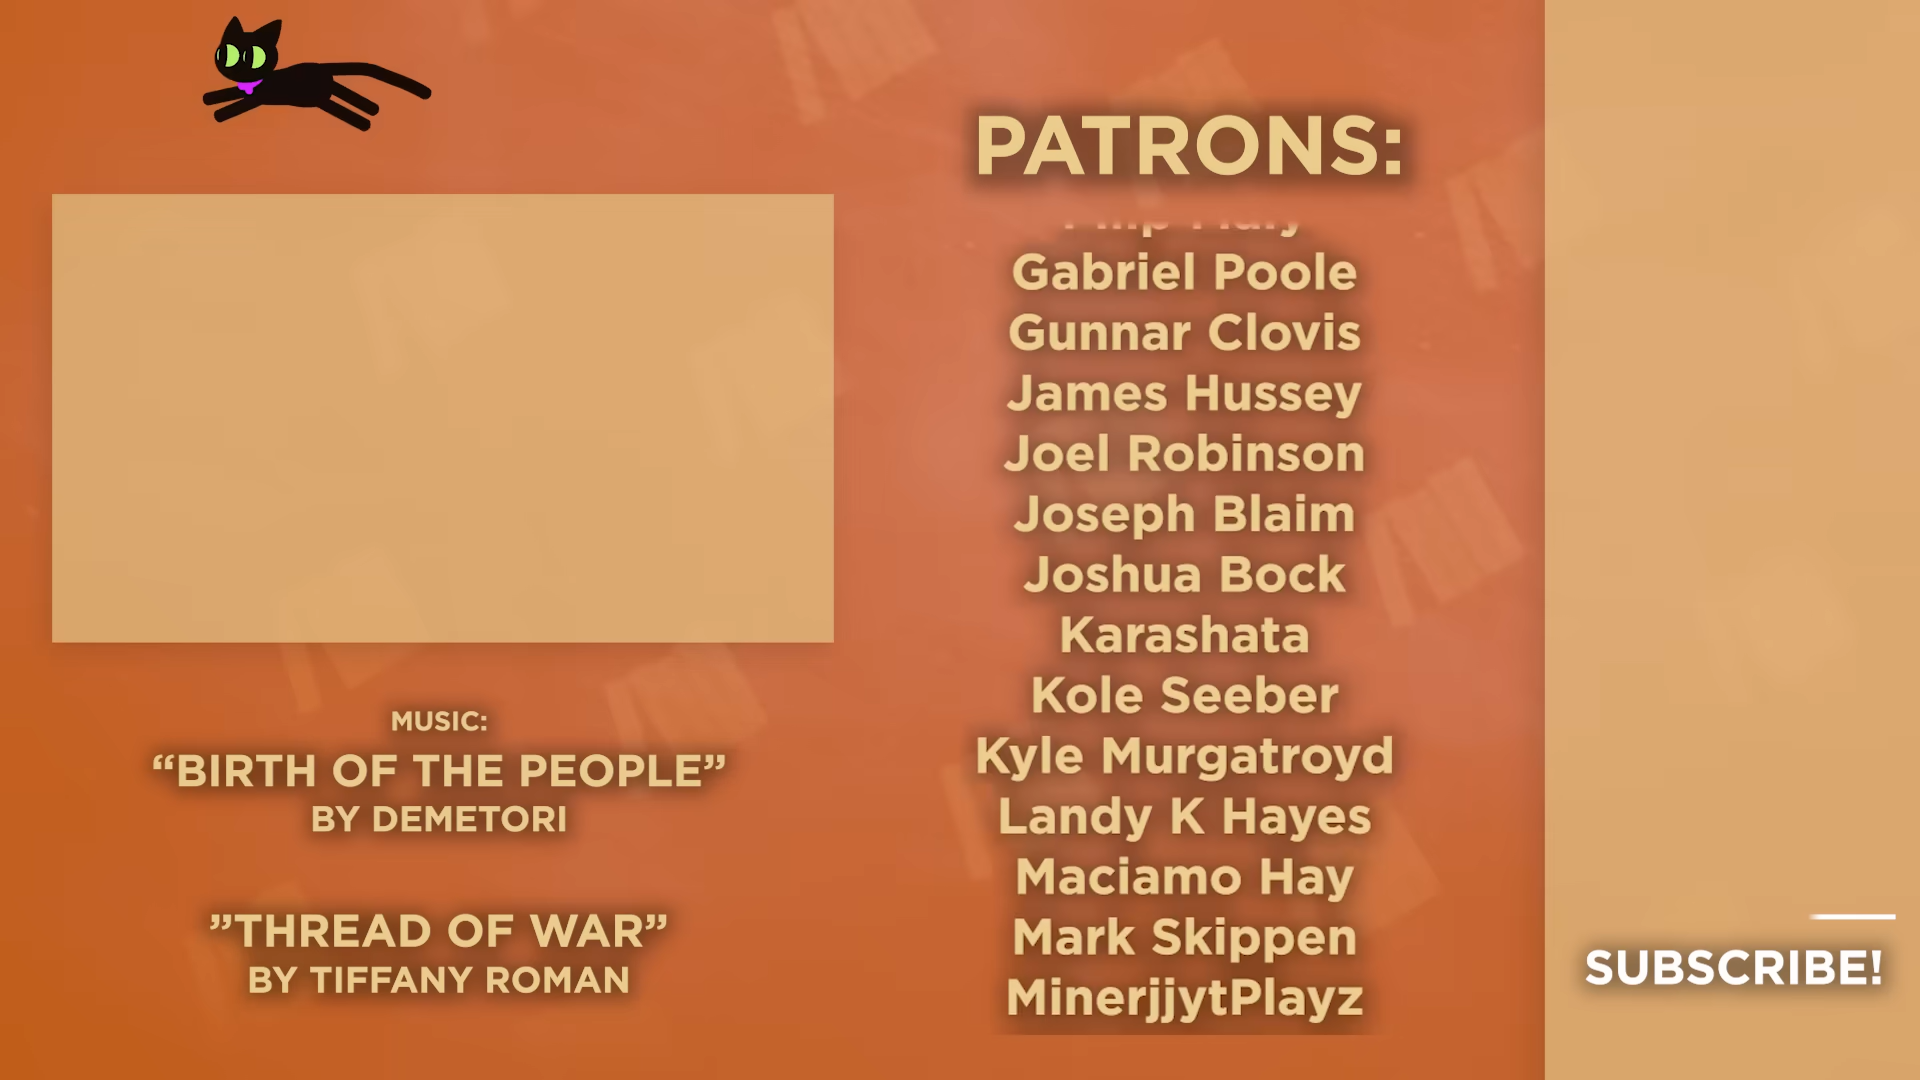 PATRONS:
Gabriel Poole
Gunnar Clovis
James Hussey
Joel Robinson
Joseph Blaim
Joshua Bock
Karashata
Kole Seeber
Kyle Murgatroyd
Landy K Hayes
Maciamo Hay
Mark Skippen
MinerjjytPlayz
MUSIC:
“BIRTH OF THE PEOPLE”
BY DEMETORI
”THREAD OF WAR”
BY TIFFANY ROMAN
SUBSCRIBE!